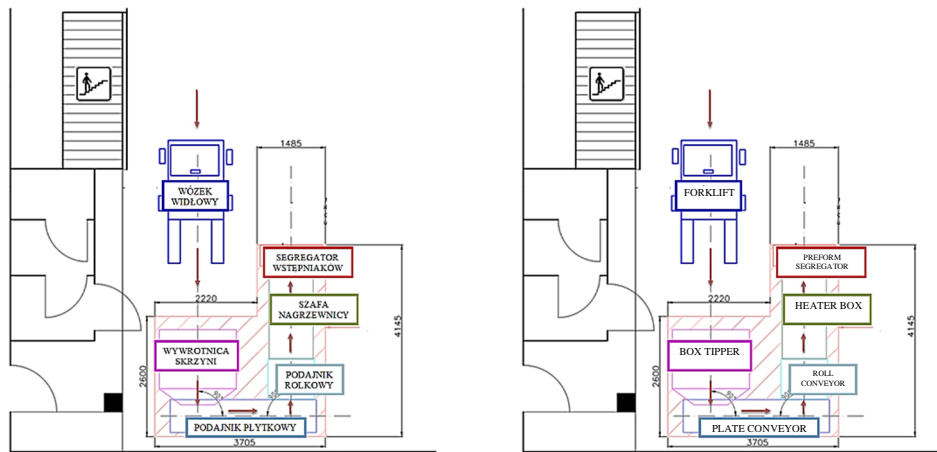 1485
WÓZEK
WIDŁOWY
SEGREGATOR
WSTĘPNIAKÓW
2220
SZAFA
NAGRZEWNICY
4145
WYWROTNICA
SKRZYNI
2600
PODAJNIK
ROLKOWY
PODAJNIK PŁYTKOWY
3705
1485
FORKLIFT
PREFORM
SEGREGATOR
2220
HEATER BOX
4145
BOX TIPPER
2600
ROLL
CONVEYOR
PLATE CONVEYOR
3705